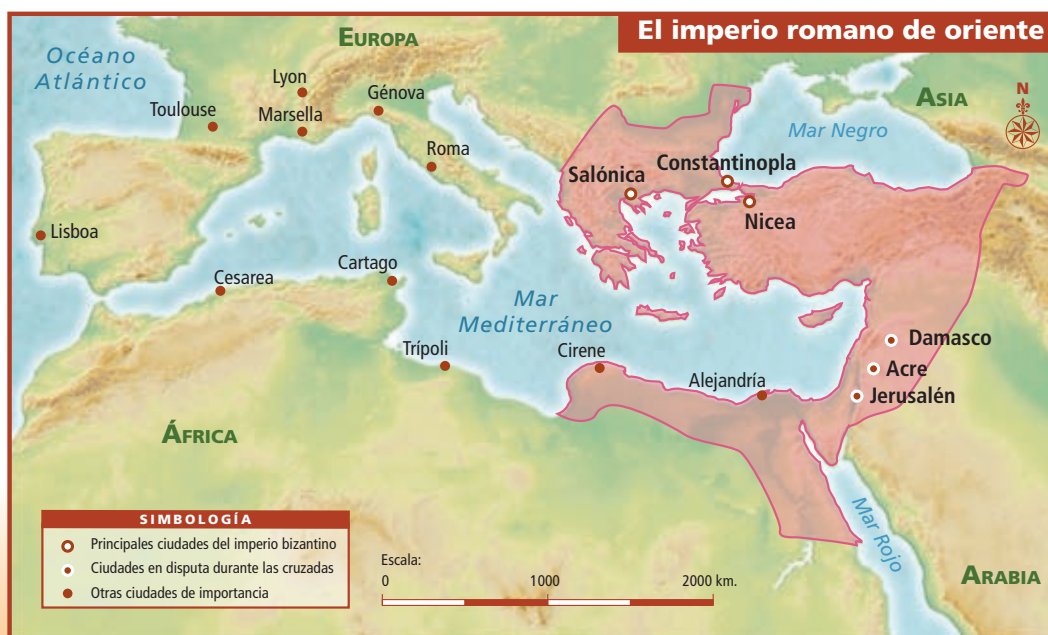 El imperio romano de oriente
EUROPA
Océano
Atlántico
Lyon
Génova
Toulouse
Marsella
ASIA
N
Mar Negro
Roma
Constantinopla
Salónica
Nicea
Lisboa
Cesarea
Cartago
Mar
Mediterráneo
Trípoli
Cirene
Alejandría
Damasco
Acre
Jerusalén
ÁFRICA
Mar Rojo
ARABIA
SIMBOLOGÍA
Principales ciudades del imperio bizantino
Ciudades en disputa durante las cruzadas
Otras ciudades de importancia
Escala:
0 1000 2000 km.